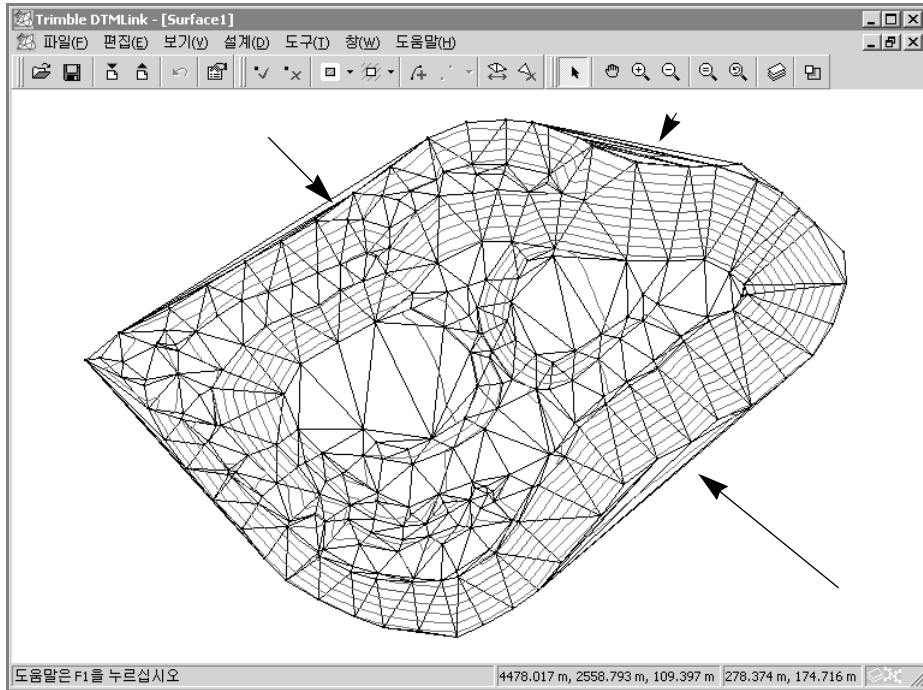 Trimble DTMLink - [Surface1]
파일(F) 편집(E) 보기(V) 설계(D) 도구(T) 창(W) 도움말(H)
도움말은 F1을 누르십시오 4478.017 m, 2558.793 m, 109.397 m 278.374 m, 174.716 m